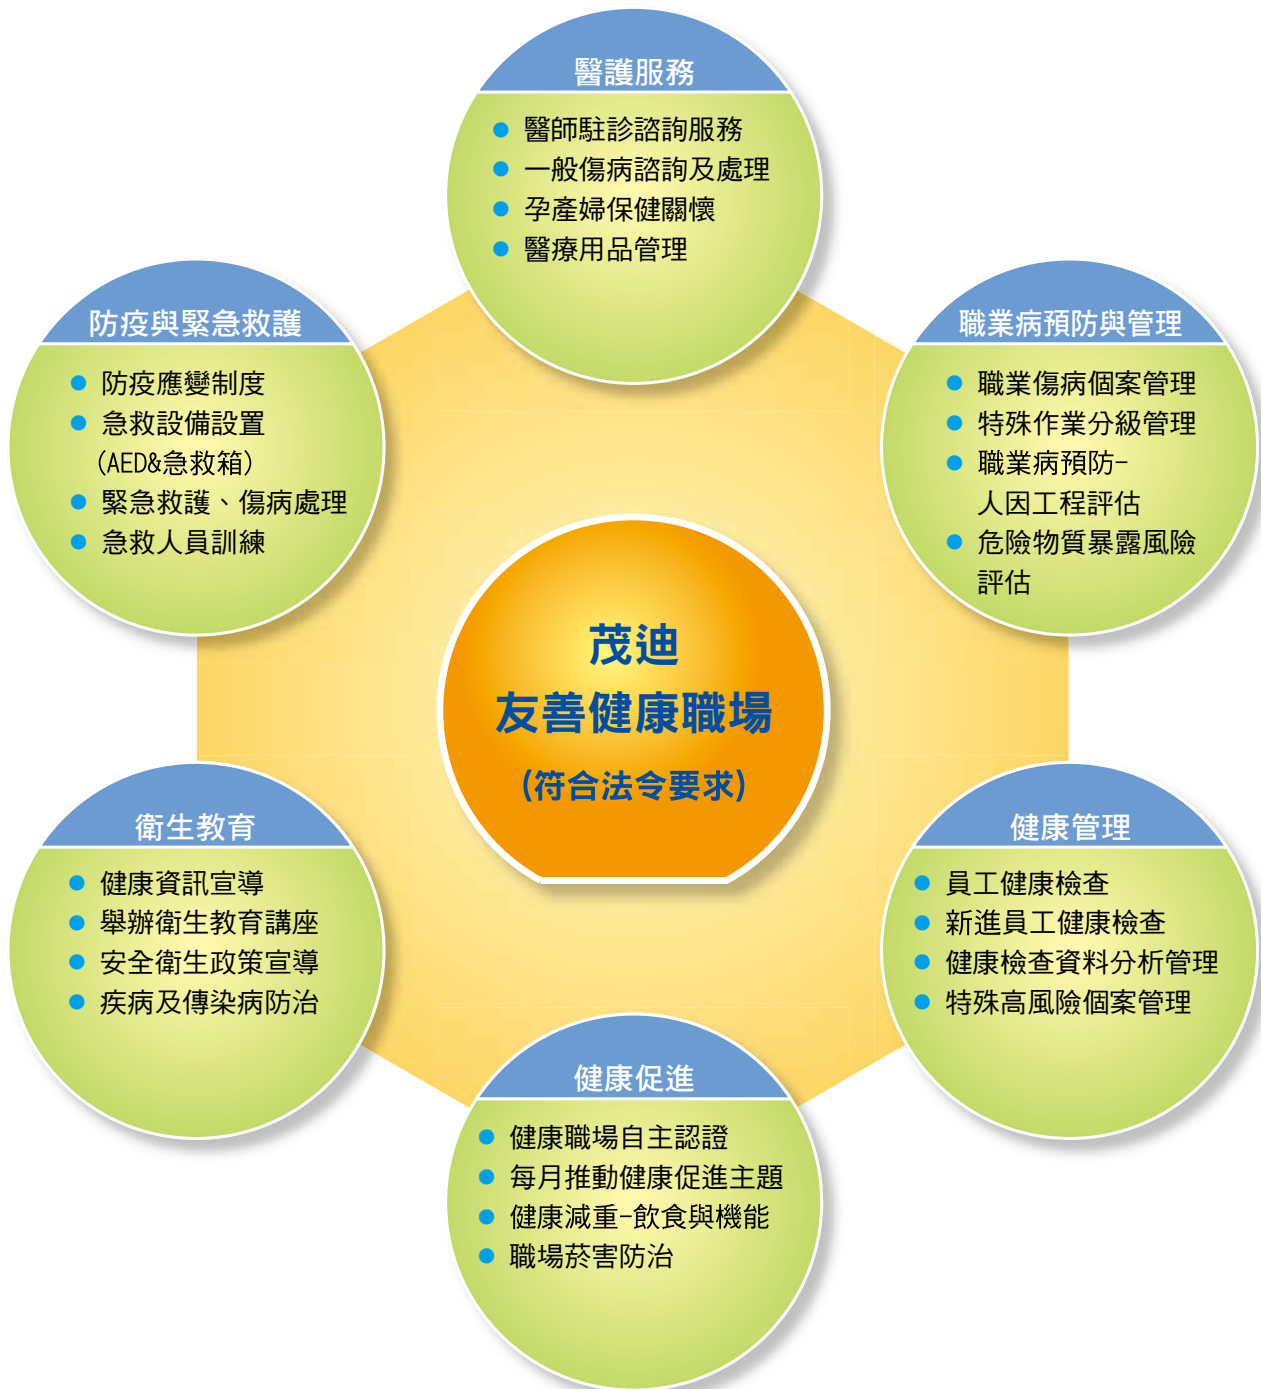 醫護服務
醫師駐診諮詢服務
一般傷病諮詢及處理
孕產婦保健關懷
醫療用品管理
防疫與緊急救護
防疫應變制度
急救設備設置
(AED&急救箱)
緊急救護、傷病處理
急救人員訓練
職業病預防與管理
職業傷病個案管理
特殊作業分級管理
職業病預防-
人因工程評估
危險物質暴露風險
評估
茂迪
友善健康職場
(符合法令要求)
衛生教育
健康資訊宣導
舉辦衛生教育講座
安全衛生政策宣導
疾病及傳染病防治
健康管理
員工健康檢查
新進員工健康檢查
健康檢查資料分析管理
特殊高風險個案管理
健康促進
健康職場自主認證
每月推動健康促進主題
健康減重-飲食與機能
職場菸害防治